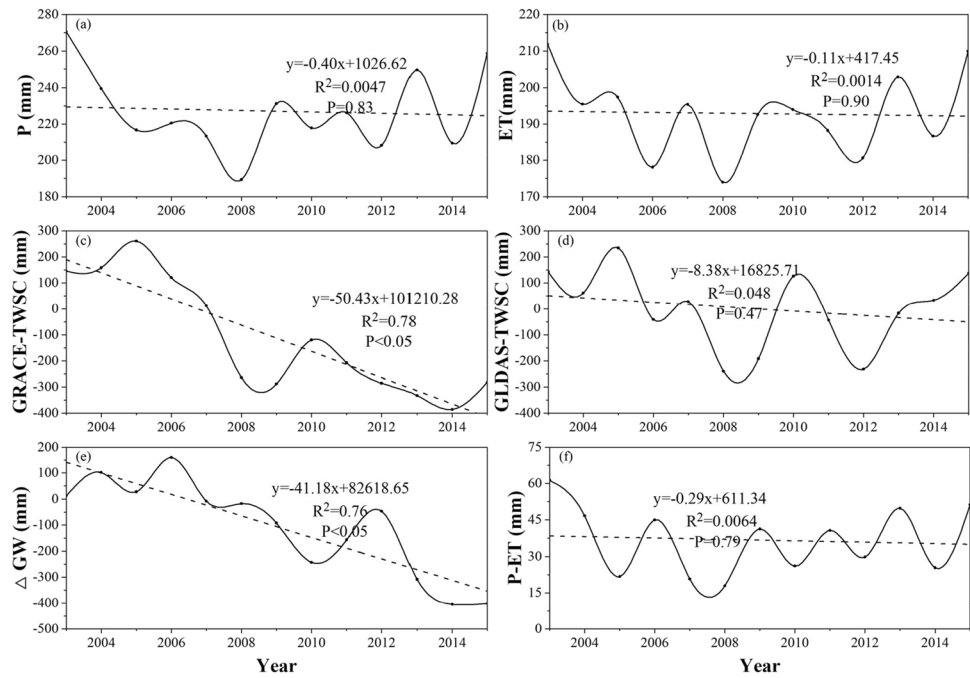 (a)
y=-0.40x+1026.62
R²=0.0047
P=0.83
P (mm)
280
260
240
220
200
180
2004 2006 2008 2010 2012 2014
(b)
y=-0.11x+417.45
R²=0.0014
P=0.90
ET(mm)
220
210
200
190
180
170
2004 2006 2008 2010 2012 2014
(c)
y=-50.43x+101210.28
R²=0.78
P<0.05
GRACE-TWSC (mm)
300
200
100
0
-100
-200
-300
-400
2004 2006 2008 2010 2012 2014
(d)
y=-8.38x+16825.71
R²=0.048
P=0.47
GLDAS-TWSC (mm)
300
200
100
0
-100
-200
-300
-400
2004 2006 2008 2010 2012 2014
(e)
y=-41.18x+82618.65
R²=0.76
P<0.05
△ GW (mm)
200
100
0
-100
-200
-300
-400
-500
2004 2006 2008 2010 2012 2014
Year
(f)
y=-0.29x+611.34
R²=0.0064
P=0.79
P-ET (mm)
75
60
45
30
15
0
2004 2006 2008 2010 2012 2014
Year